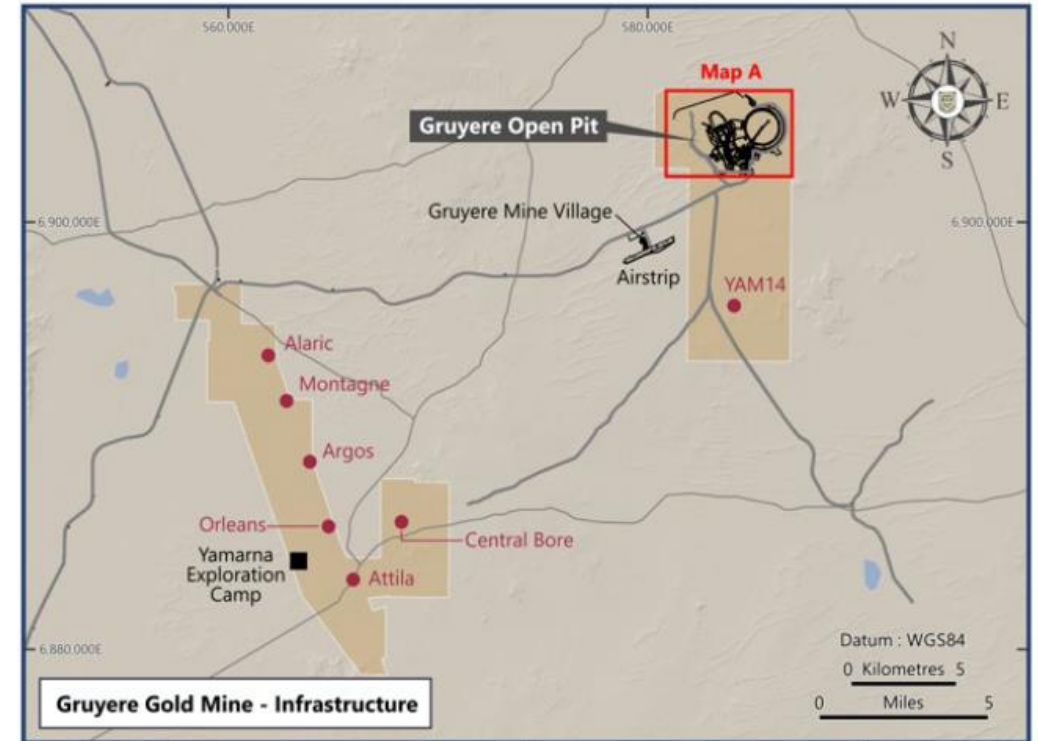 560,000E
580,000E
N
W
E
S
Map A
Gruyere Open Pit
Gruyere Mine Village
6,900,000E
6,900,000E
Airstrip
YAM14
Alaric
Montagne
Argos
Orleans
Central Bore
Yamarna
Exploration
Camp
Attila
6,880,000E
Datum : WGS84
0 Kilometres 5
0 Miles 5
Gruyere Gold Mine - Infrastructure